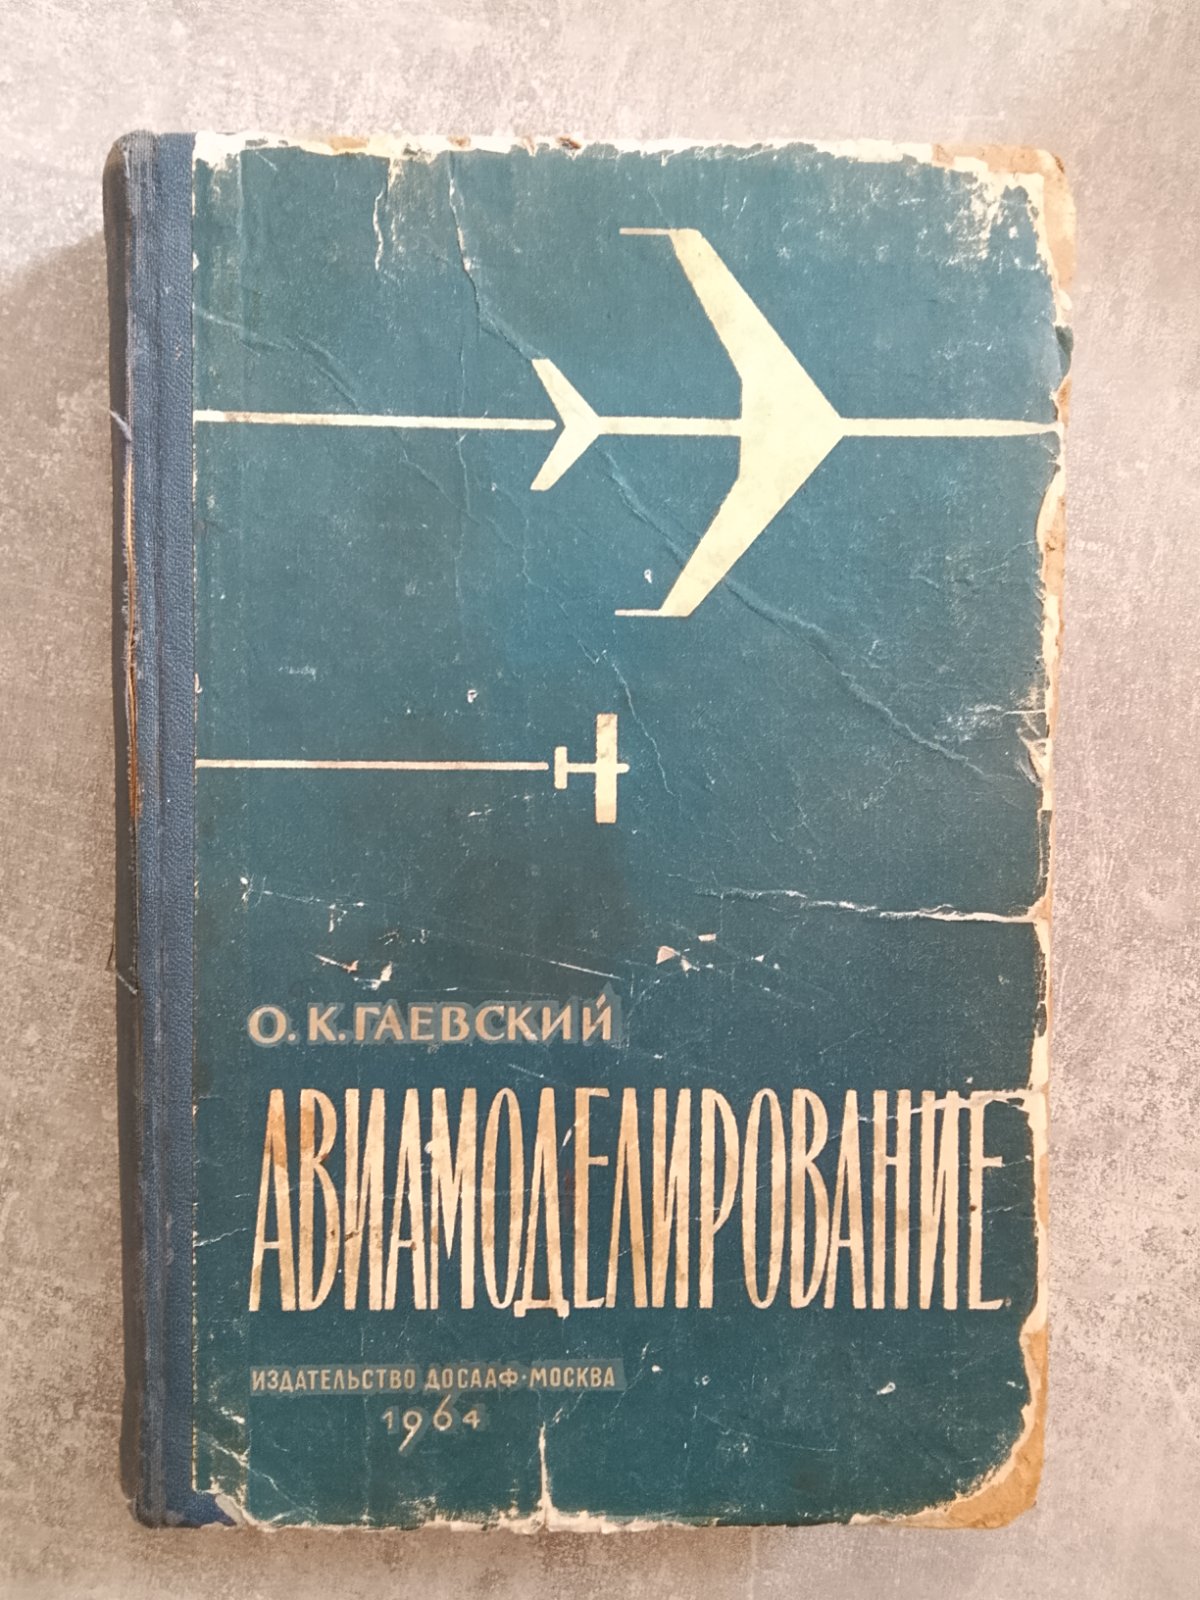 О. К. ГАЕВСКИЙ
АВИАМОДЕЛИРОВАНИЕ
ИЗДАТЕЛЬСТВО ДОСААФ · МОСКВА
1964